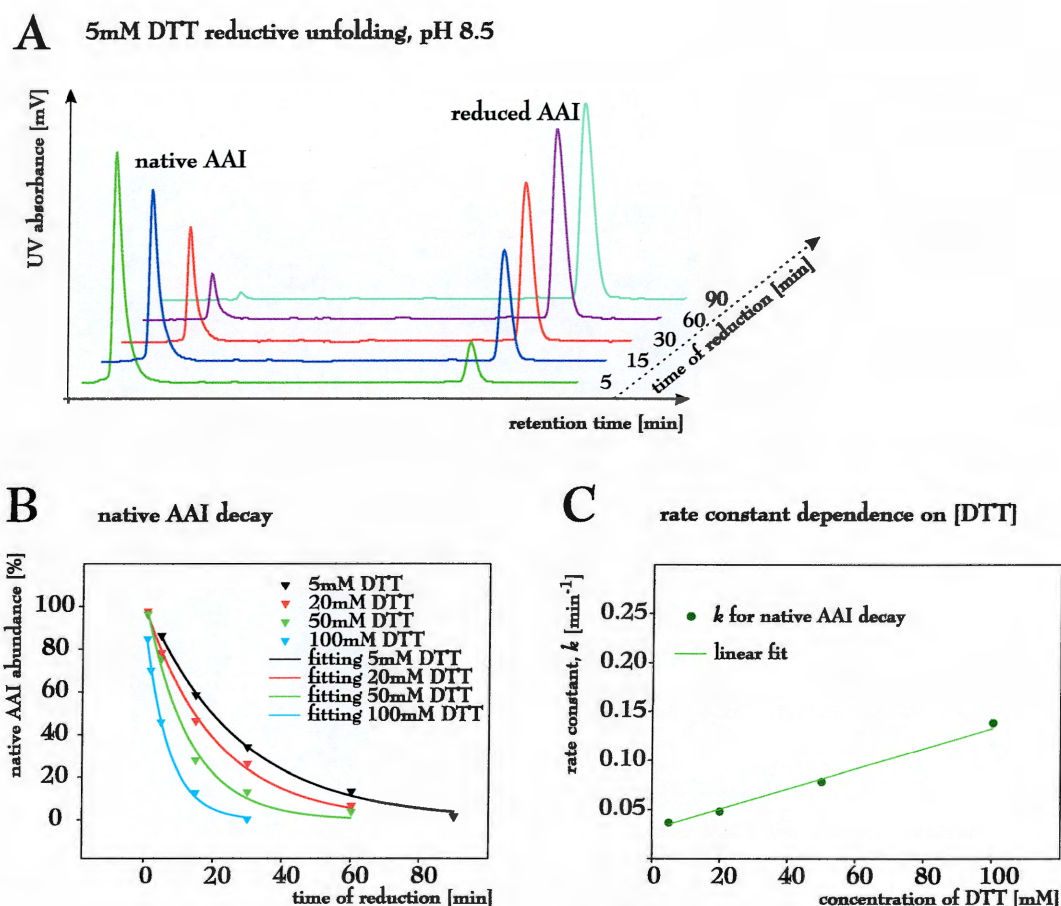 A
5mM DTT reductive unfolding, pH 8.5
UV absorbance [mV]
native AAI
reduced AAI
90
60
30
15
5
time of reduction [min]
retention time [min]
B
native AAI decay
native AAI abundance [%]
100
80
60
40
20
0
5mM DTT
20mM DTT
50mM DTT
100mM DTT
fitting 5mM DTT
fitting 20mM DTT
fitting 50mM DTT
fitting 100mM DTT
0 20 40 60 80
time of reduction [min]
C
rate constant dependence on [DTT]
rate constant, k [min-1]
0.25
0.20
0.15
0.10
0.05
k for native AAI decay
linear fit
0 20 40 60 80 100
concentration of DTT [mM]